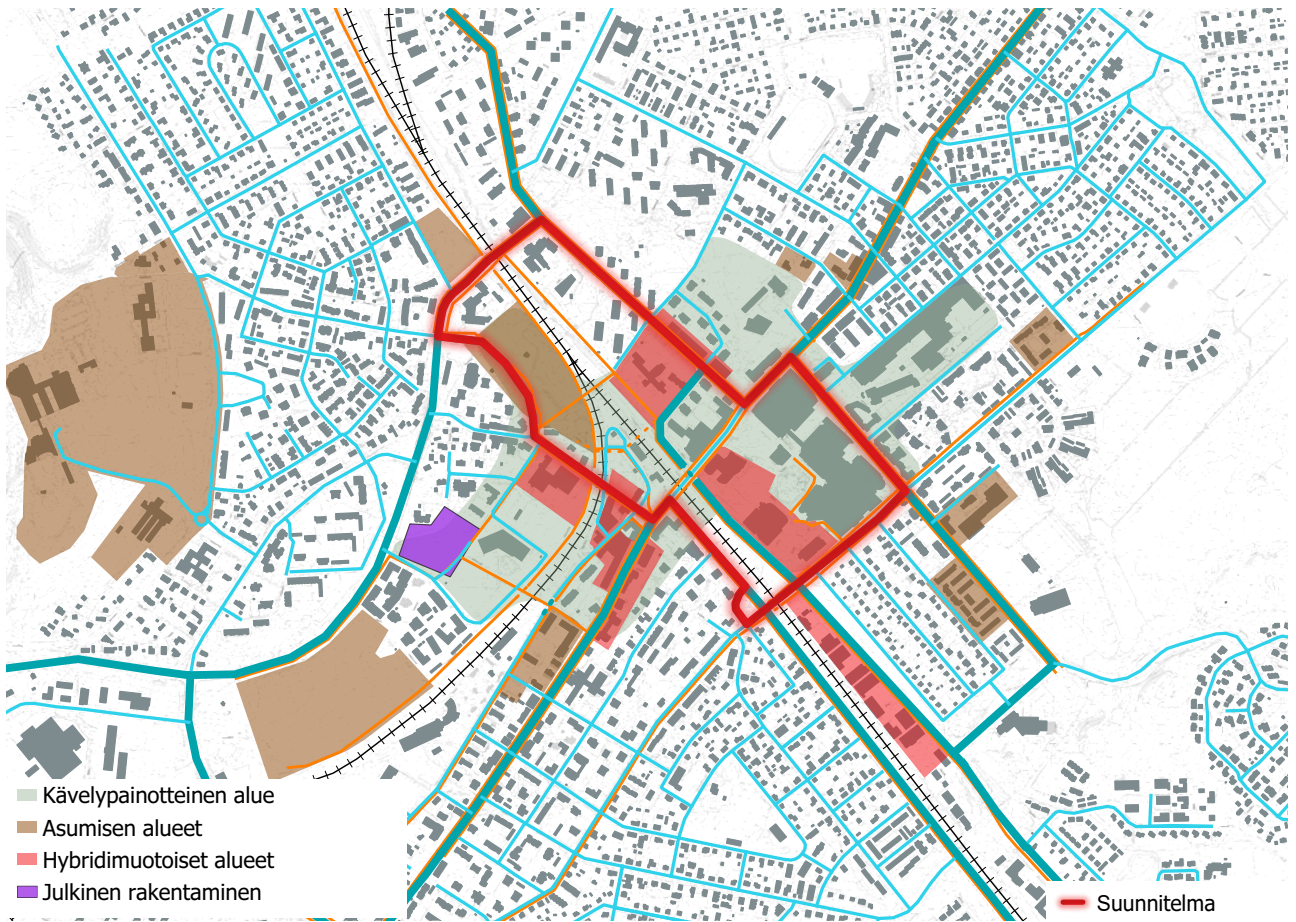 Kävelypainotteinen alue
Asumisen alueet
Hybridimuotoiset alueet
Julkinen rakentaminen
Suunnitelma